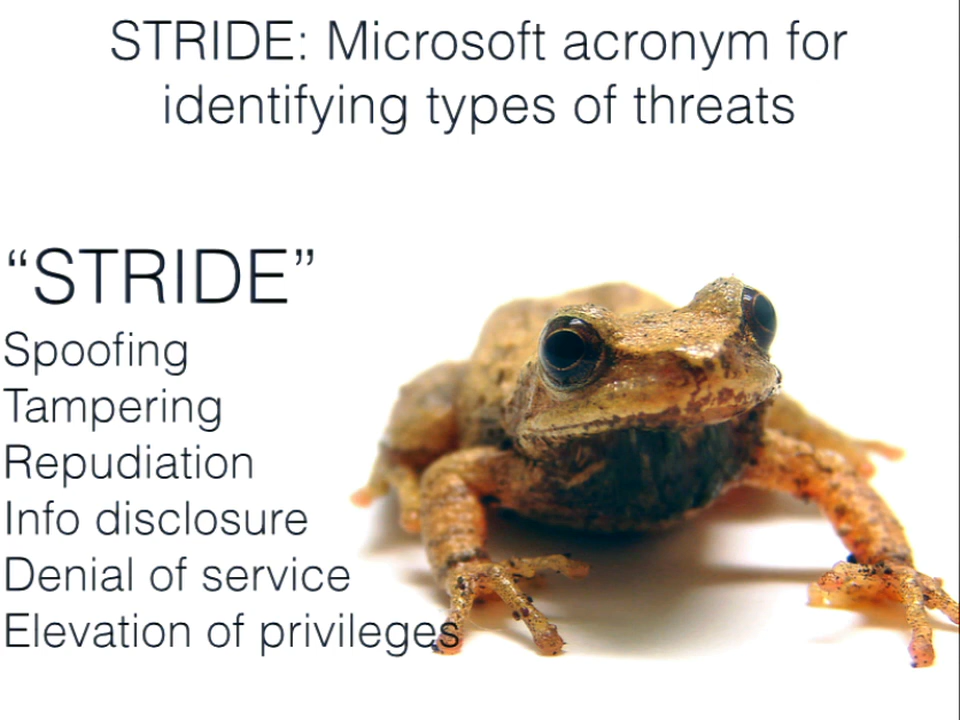 STRIDE: Microsoft acronym for
identifying types of threats
“STRIDE”
Spoofing
Tampering
Repudiation
Info disclosure
Denial of service
Elevation of privileges